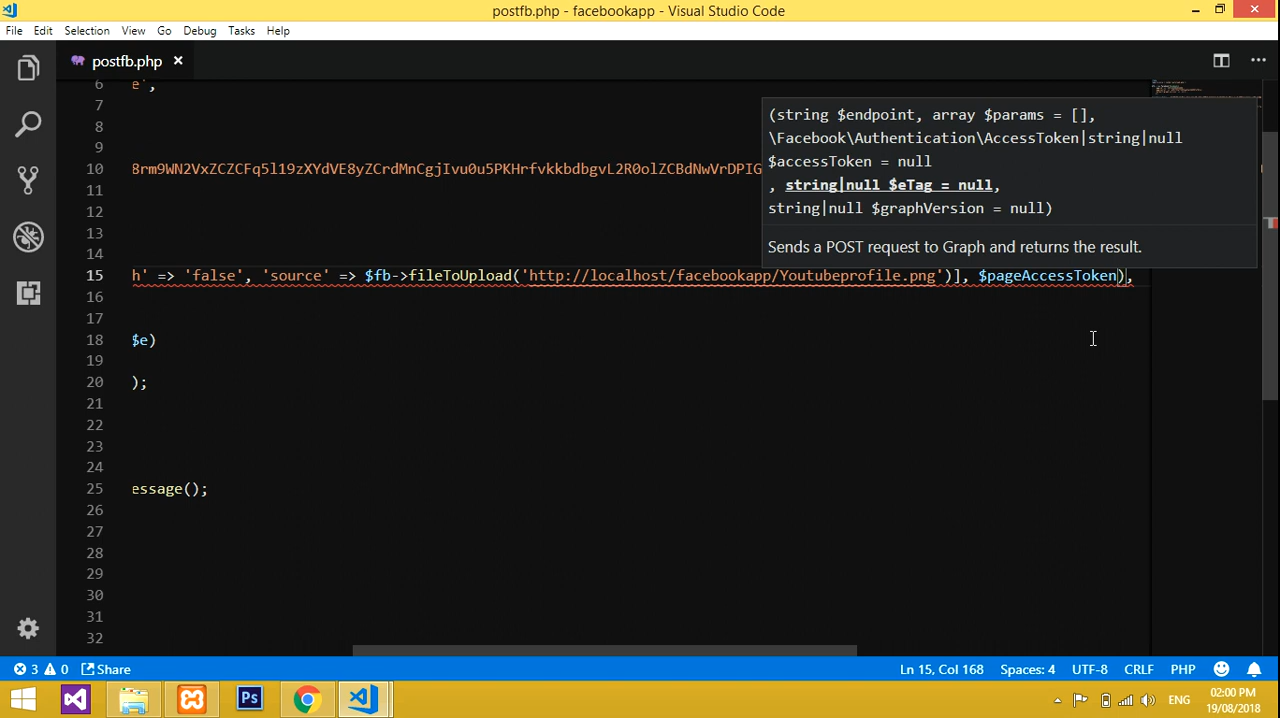 postfb.php - facebookapp - Visual Studio Code
File Edit Selection View Go Debug Tasks Help
postfb.php
6 e',
7
8
9
10 8rm9WN2VxZCZCFq5l19zXYdVE8yZCrdMnCgjIvu0u5PKHrfvkkbdbgvL2R0olZCBdNwVrDPIG
11
12
13
14
15 h' => 'false', 'source' => $fb->fileToUpload('http://localhost/facebookapp/Youtubeprofile.png')], $pageAccessToken),
16
17
18 $e)
19
20 );
21
22
23
24
25 essage();
26
27
28
29
30
31
32
(string $endpoint, array $params = [],
\Facebook\Authentication\AccessToken|string|null
$accessToken = null
, string|null $eTag = null,
string|null $graphVersion = null)
Sends a POST request to Graph and returns the result.
3 0 Share Ln 15, Col 168 Spaces: 4 UTF-8 CRLF PHP
Ps ENG 02:00 PM
19/08/2018